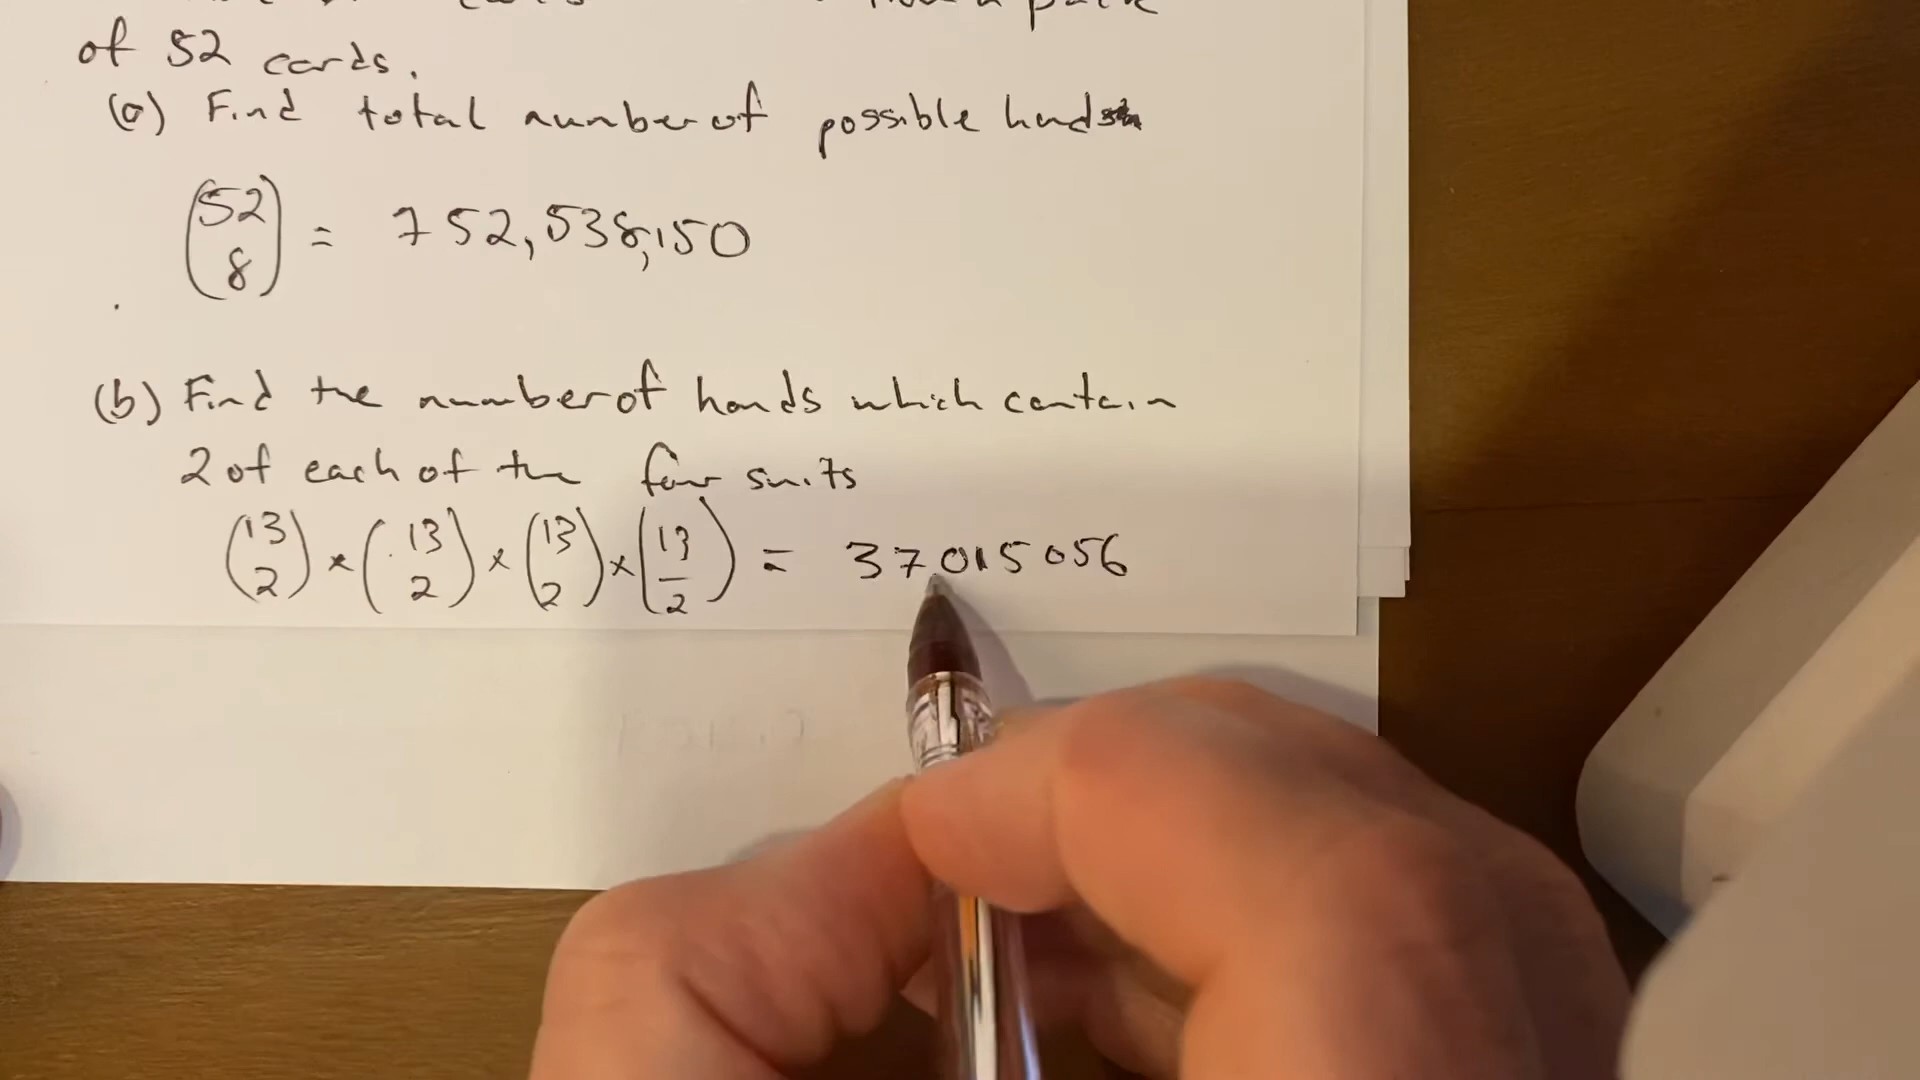 of 52 cards.
(a) Find total number of possible hands
(52 8) = 752,538,150
(b) Find the number of hands which contain
2 of each of the four suits
(13 2) × (13 2) × (13 2) × (13 2) = 37015056